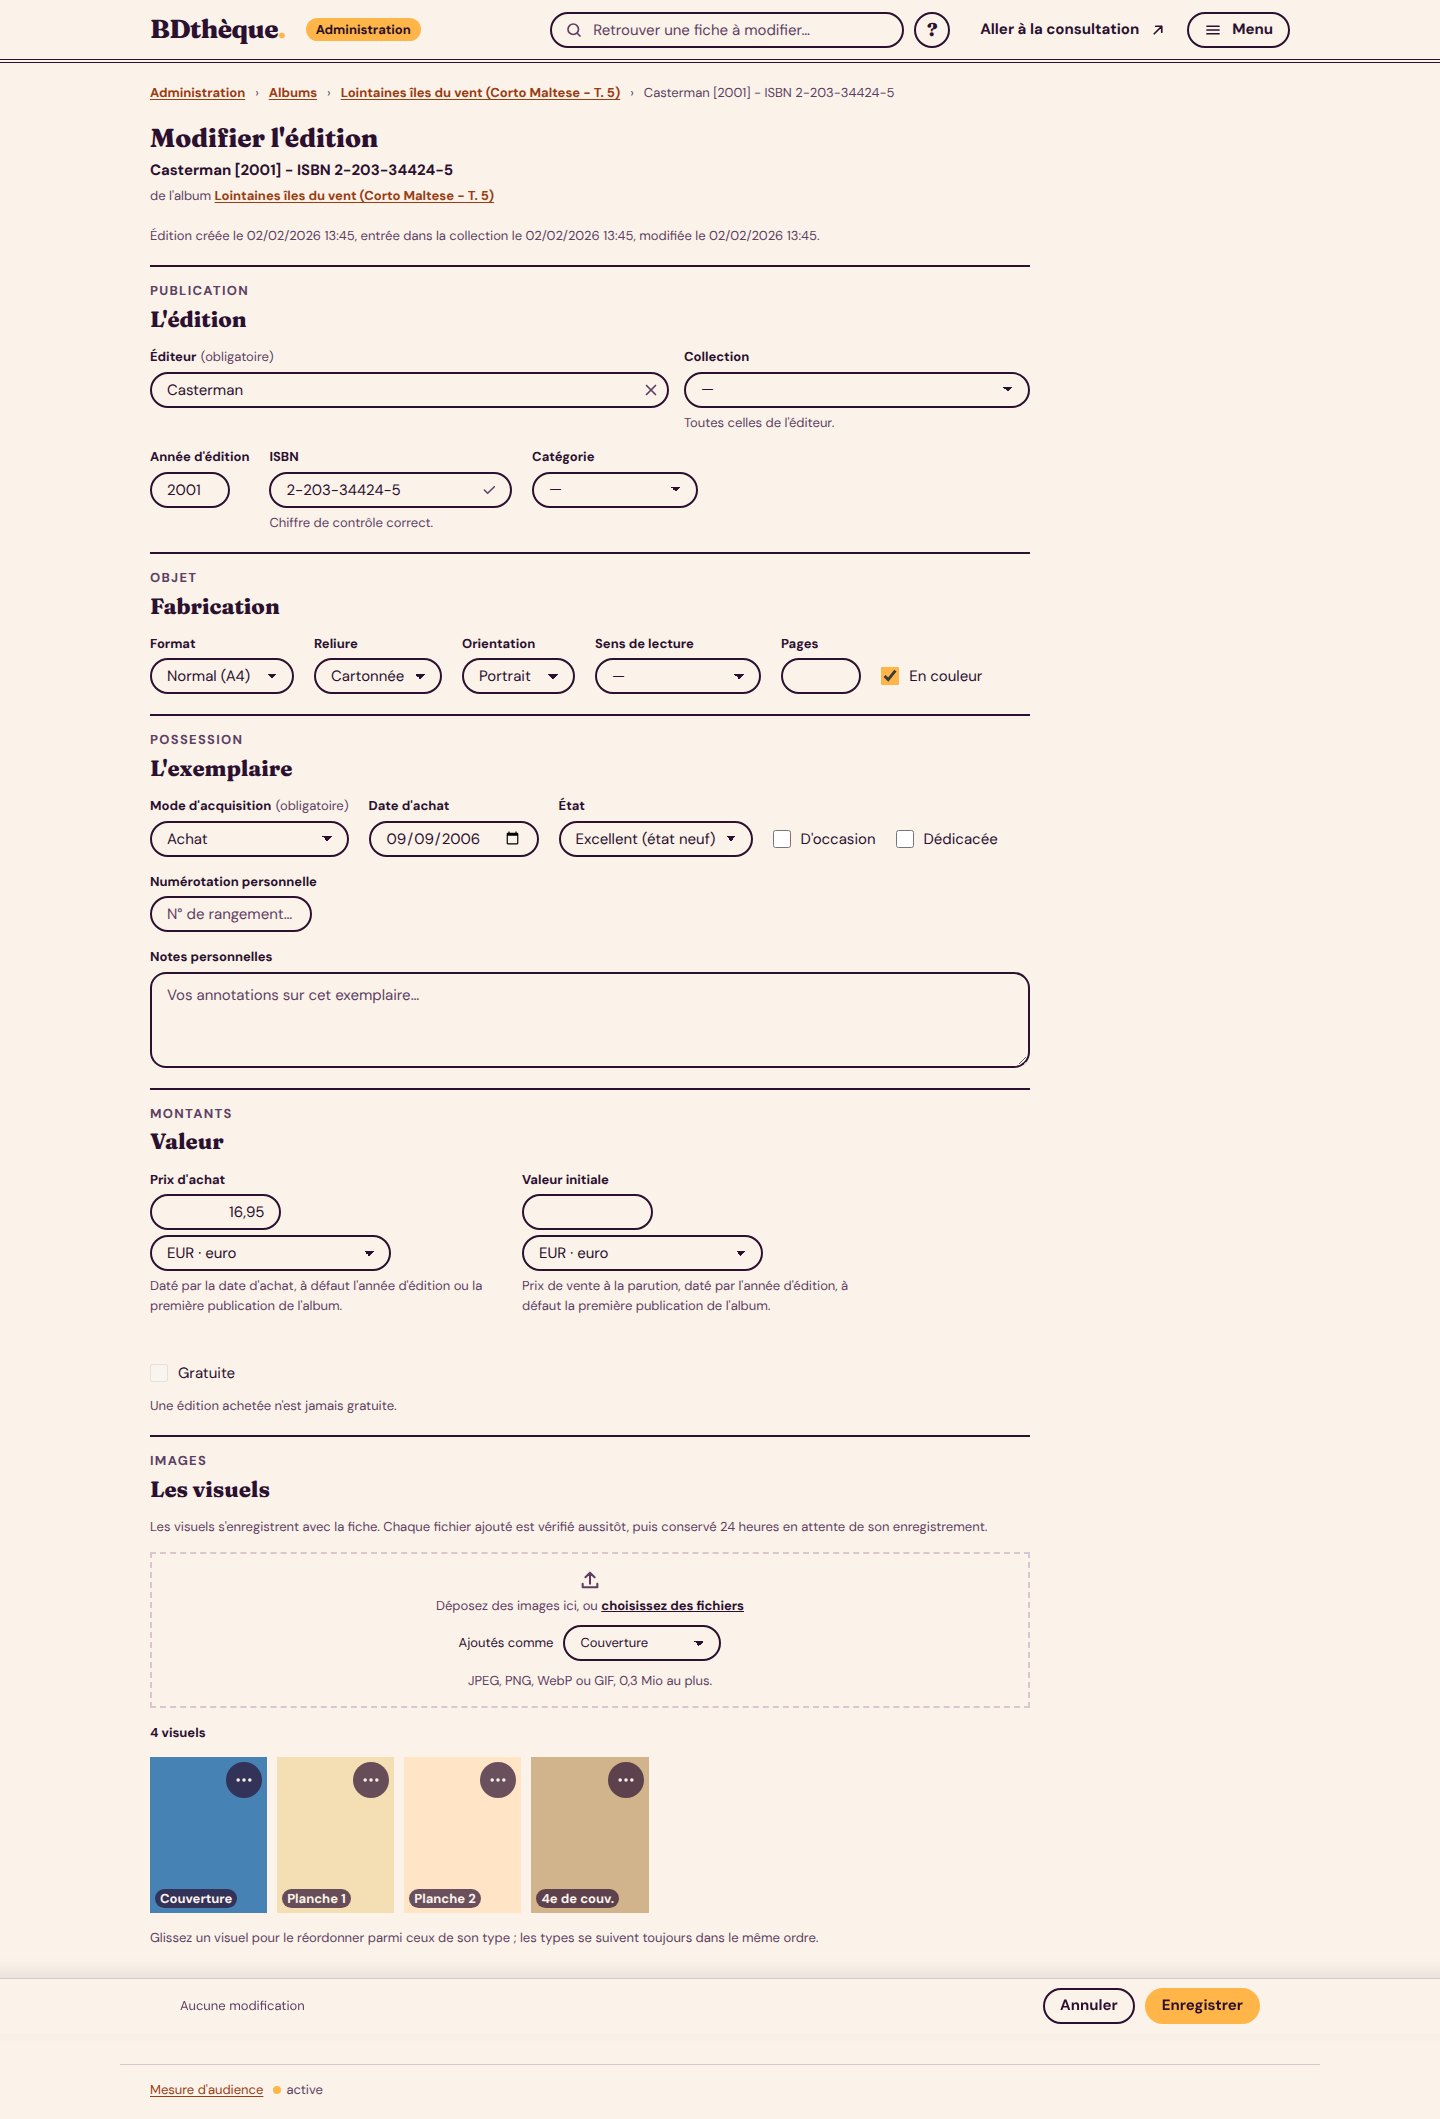 BDthèque. Administration Retrouver une fiche à modifier... ? Aller à la consultation Menu
Administration › Albums › Lointaines îles du vent (Corto Maltese - T. 5) › Casterman [2001] - ISBN 2-203-34424-5
Modifier l'édition
Casterman [2001] - ISBN 2-203-34424-5
de l'album Lointaines îles du vent (Corto Maltese - T. 5)
Édition créée le 02/02/2026 13:45, entrée dans la collection le 02/02/2026 13:45, modifiée le 02/02/2026 13:45.
PUBLICATION
L'édition
Éditeur (obligatoire) Collection
Casterman —
Toutes celles de l'éditeur.
Année d'édition ISBN Catégorie
2001 2-203-34424-5 —
Chiffre de contrôle correct.
OBJET
Fabrication
Format Reliure Orientation Sens de lecture Pages
Normal (A4) Cartonnée Portrait — En couleur
POSSESSION
L'exemplaire
Mode d'acquisition (obligatoire) Date d'achat État
Achat 09/09/2006 Excellent (état neuf) D'occasion Dédicacée
Numérotation personnelle
N° de rangement...
Notes personnelles
Vos annotations sur cet exemplaire...
MONTANTS
Valeur
Prix d'achat Valeur initiale
16,95
EUR · euro EUR · euro
Daté par la date d'achat, à défaut l'année d'édition ou la Prix de vente à la parution, daté par l'année d'édition, à
première publication de l'album. défaut la première publication de l'album.
Gratuite
Une édition achetée n'est jamais gratuite.
IMAGES
Les visuels
Les visuels s'enregistrent avec la fiche. Chaque fichier ajouté est vérifié aussitôt, puis conservé 24 heures en attente de son enregistrement.
Déposez des images ici, ou choisissez des fichiers
Ajoutés comme Couverture
JPEG, PNG, WebP ou GIF, 0,3 Mio au plus.
4 visuels
Couverture Planche 1 Planche 2 4e de couv.
Glissez un visuel pour le réordonner parmi ceux de son type ; les types se suivent toujours dans le même ordre.
Aucune modification Annuler Enregistrer
Mesure d'audience active